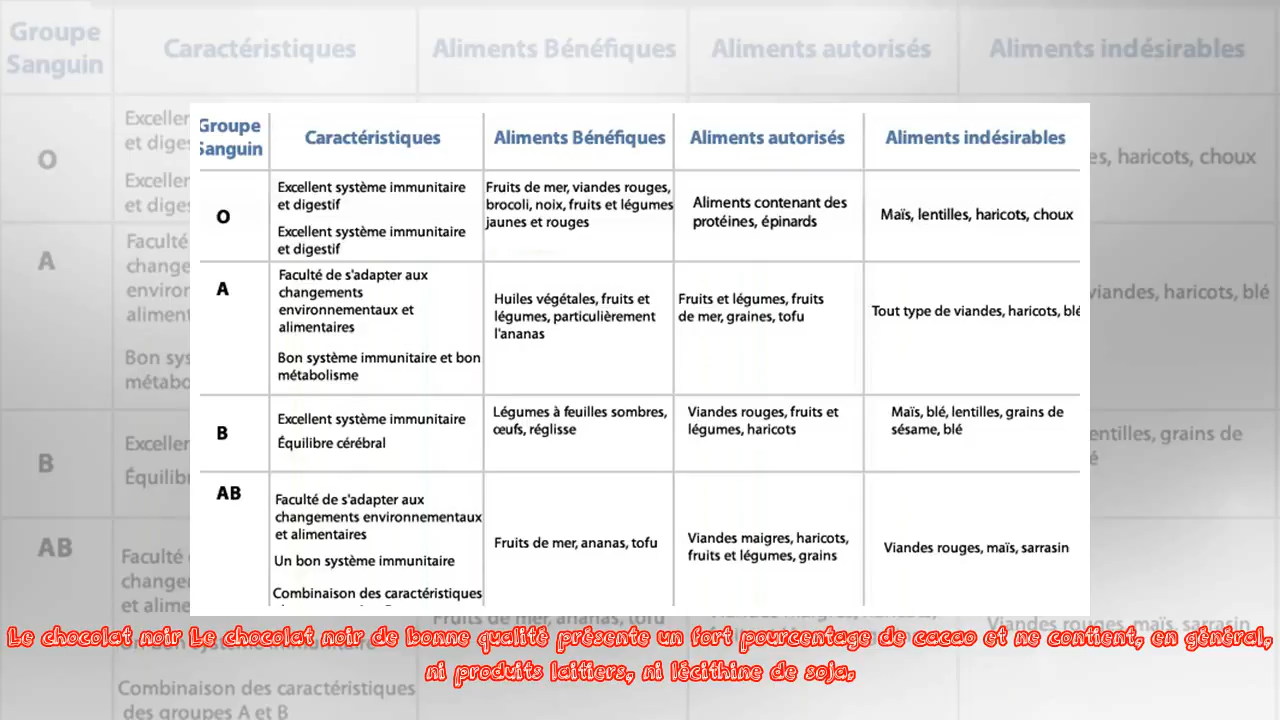 Groupe
Sanguin
Caractéristiques
Aliments Bénéfiques
Aliments autorisés
Aliments indésirables
O
Excellent système immunitaire
et digestif
Excellent système immunitaire
et digestif
Fruits de mer, viandes rouges,
brocoli, noix, fruits et légumes
jaunes et rouges
Aliments contenant des
protéines, épinards
Maïs, lentilles, haricots, choux
A
Faculté de s'adapter aux
changements
environnementaux et
alimentaires
Bon système immunitaire et bon
métabolisme
Huiles végétales, fruits et
légumes, particulièrement
l'ananas
Fruits et légumes, fruits
de mer, graines, tofu
Tout type de viandes, haricots, blé
B
Excellent système immunitaire
Équilibre cérébral
Légumes à feuilles sombres,
œufs, réglisse
Viandes rouges, fruits et
légumes, haricots
Maïs, blé, lentilles, grains de
sésame, blé
AB
Faculté de s'adapter aux
changements environnementaux
et alimentaires
Un bon système immunitaire
Combinaison des caractéristiques
Fruits de mer, ananas, tofu
Viandes maigres, haricots,
fruits et légumes, grains
Viandes rouges, maïs, sarrasin
Le chocolat noir Le chocolat noir de bonne qualité présente un fort pourcentage de cacao et ne contient, en général,
ni produits laitiers, ni lécithine de soja.
Combinaison des caractéristiques
des groupes A et B